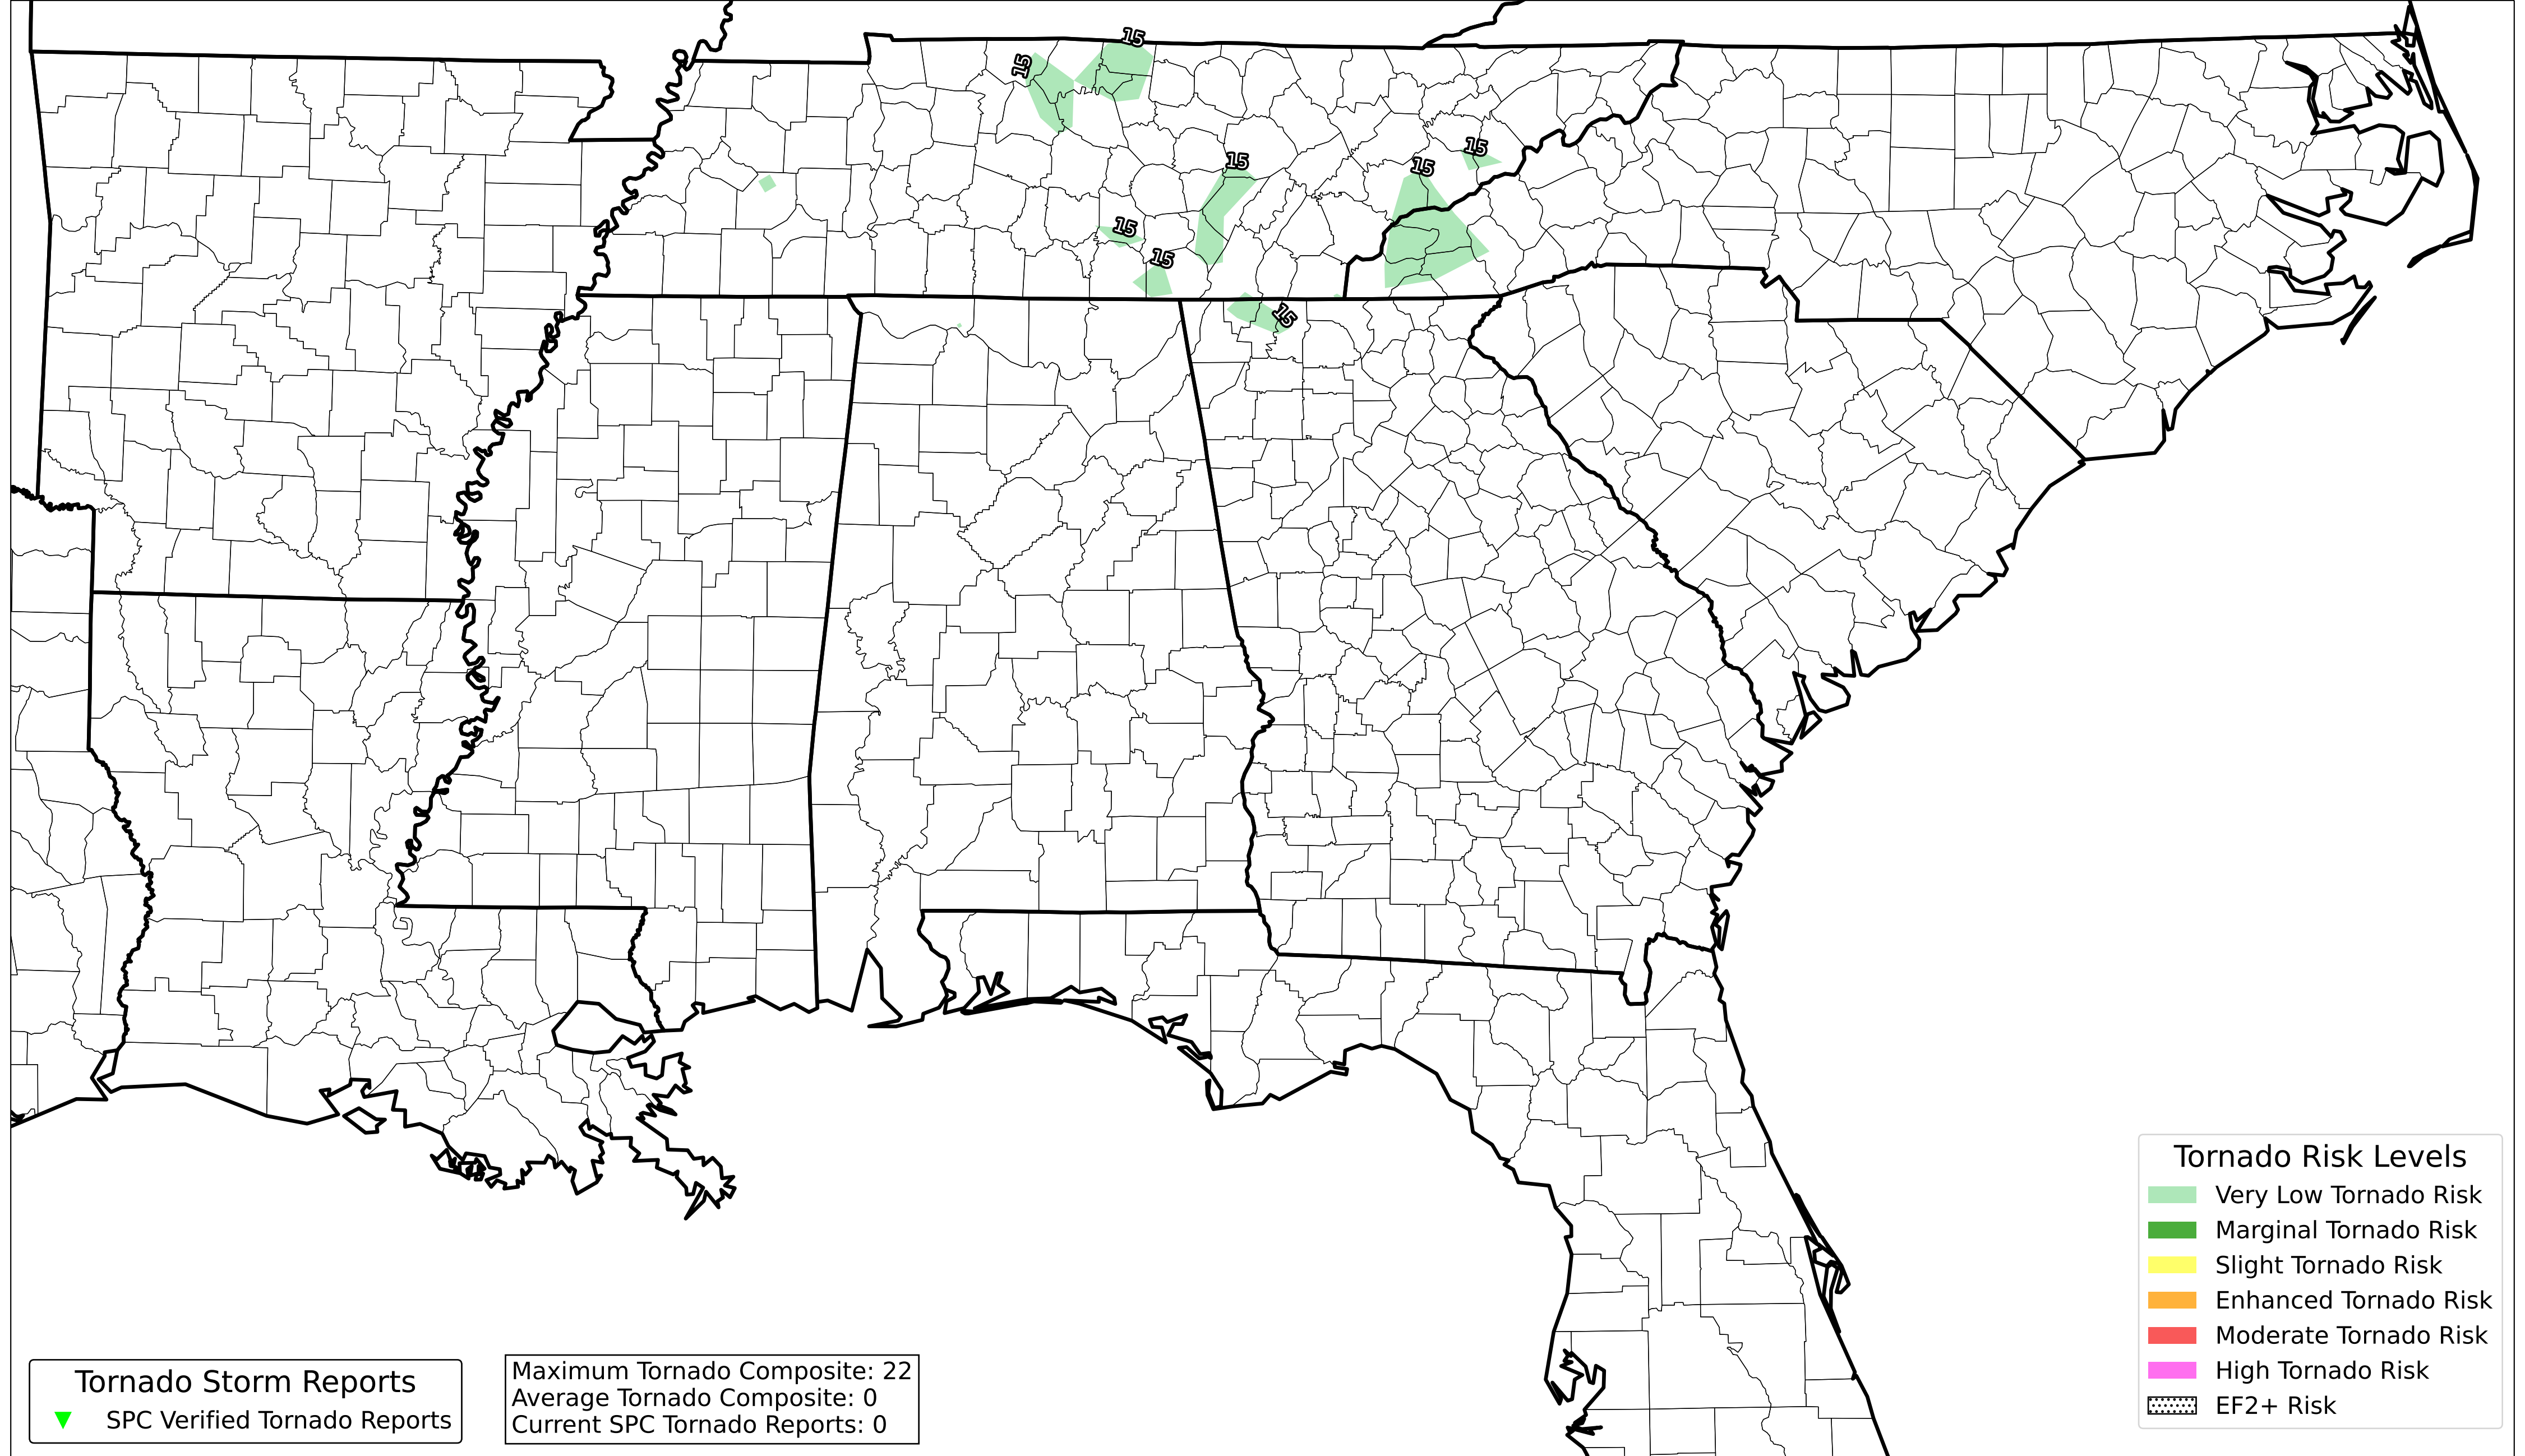 15
15
15
15
15
15
15
15
Tornado Storm Reports
SPC Verified Tornado Reports
Maximum Tornado Composite: 22
Average Tornado Composite: 0
Current SPC Tornado Reports: 0
Tornado Risk Levels
Very Low Tornado Risk
Marginal Tornado Risk
Slight Tornado Risk
Enhanced Tornado Risk
Moderate Tornado Risk
High Tornado Risk
EF2+ Risk